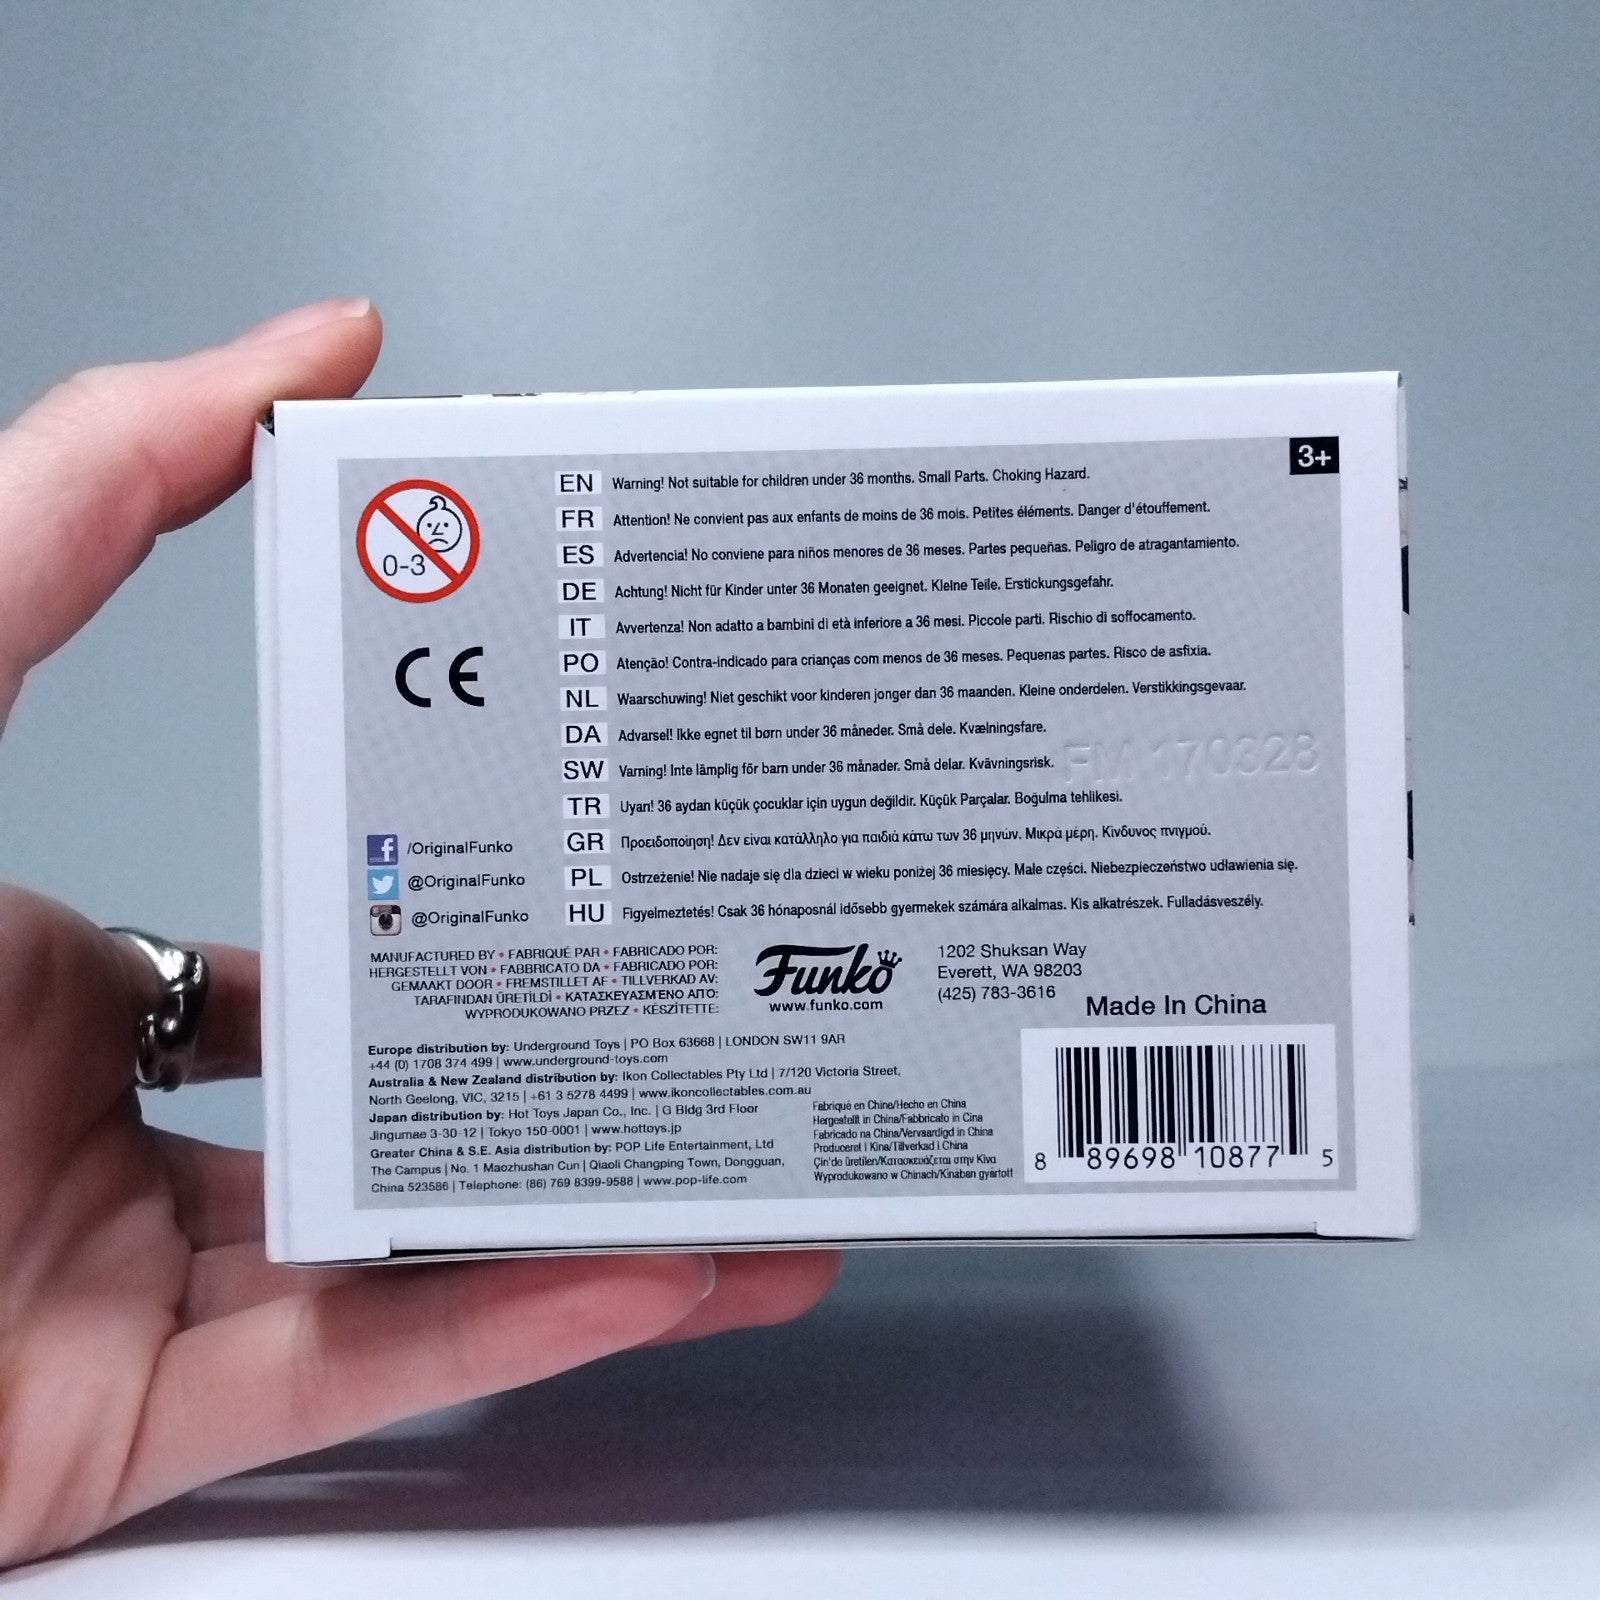 3+
0-3
CE
EN Warning! Not suitable for children under 36 months. Small Parts. Choking Hazard.
FR Attention! Ne convient pas aux enfants de moins de 36 mois. Petites éléments. Danger d'étouffement.
ES Advertencia! No conviene para niños menores de 36 meses. Partes pequeñas. Peligro de atragantamiento.
DE Achtung! Nicht für Kinder unter 36 Monaten geeignet. Kleine Teile. Erstickungsgefahr.
IT Avvertenza! Non adatto a bambini di età inferiore a 36 mesi. Piccole parti. Rischio di soffocamento.
PO Atenção! Contra-indicado para crianças com menos de 36 meses. Pequenas partes. Risco de asfixia.
NL Waarschuwing! Niet geschikt voor kinderen jonger dan 36 maanden. Kleine onderdelen. Verstikkingsgevaar.
DA Advarsel! Ikke egnet til børn under 36 måneder. Små dele. Kvælningsfare.
SW Varning! Inte lämplig för barn under 36 månader. Små delar. Kvävningsrisk.
FM 170328
TR Uyarı! 36 aydan küçük çocuklar için uygun değildir. Küçük Parçalar. Boğulma tehlikesi.
GR Προειδοποίηση! Δεν είναι κατάλληλο για παιδιά κάτω των 36 μηνών. Μικρά μέρη. Κίνδυνος πνιγμού.
PL Ostrzeżenie! Nie nadaje się dla dzieci w wieku poniżej 36 miesięcy. Małe części. Niebezpieczeństwo udławienia się.
HU Figyelmeztetés! Csak 36 hónaposnál idősebb gyermekek számára alkalmas. Kis alkatrészek. Fulladásveszély.
f /OriginalFunko
@OriginalFunko
@OriginalFunko
MANUFACTURED BY • FABRIQUÉ PAR • FABRICADO POR:
HERGESTELLT VON • FABBRICATO DA • FABRICADO POR:
GEMAAKT DOOR • FREMSTILLET AF • TILLVERKAD AV:
TARAFINDAN ÜRETİLDİ • ΚΑΤΑΣΚΕΥΑΣΜΈΝΟ ΑΠΌ:
WYPRODUKOWANO PRZEZ • KÉSZÍTETTE:
Funko
www.funko.com
1202 Shuksan Way
Everett, WA 98203
(425) 783-3616
Made In China
Europe distribution by: Underground Toys | PO Box 63668 | LONDON SW11 9AR
+44 (0) 1708 374 499 | www.underground-toys.com
Australia & New Zealand distribution by: Ikon Collectables Pty Ltd | 7/120 Victoria Street,
North Geelong, VIC, 3215 | +61 3 5278 4499 | www.ikoncollectables.com.au
Japan distribution by: Hot Toys Japan Co., Inc. | G Bldg 3rd Floor
Jingumae 3-30-12 | Tokyo 150-0001 | www.hottoys.jp
Greater China & S.E. Asia distribution by: POP Life Entertainment, Ltd
The Campus | No. 1 Maozhushan Cun | Qiaoli Changping Town, Dongguan,
China 523586 | Telephone: (86) 769 8399-9588 | www.pop-life.com
Fabriqué en Chine/Hecho en China
Hergestellt in China/Fabbricato in Cina
Fabricado na China/Vervaardigd in China
Produceret i Kina/Tillverkad i China
Çin'de üretilen/Κατασκευάζεται στην Κίνα
Wyprodukowano w Chinach/Kínában gyártott
8 89698 10877 5